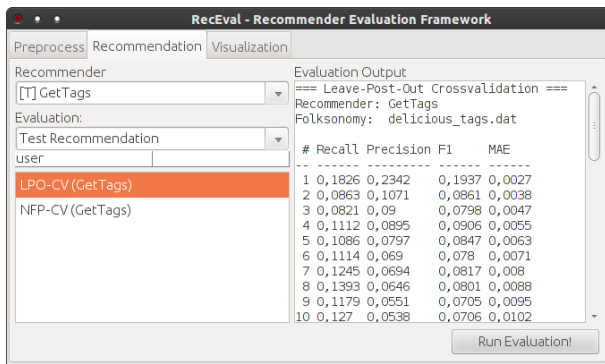 RecEval - Recommender Evaluation Framework
Preprocess Recommendation Visualization
Recommender
[T] GetTags
Evaluation:
Test Recommendation
user
LPO-CV (GetTags)
NFP-CV (GetTags)
Evaluation Output
=== Leave-Post-Out Crossvalidation ===
Recommender: GetTags
Folksonomy: delicious_tags.dat
# Recall Precision F1 MAE
-- ------ --------- ------ ------
1 0,1826 0,2342 0,1937 0,0027
2 0,0863 0,1071 0,0861 0,0038
3 0,0821 0,09 0,0798 0,0047
4 0,1112 0,0895 0,0906 0,0055
5 0,1086 0,0797 0,0847 0,0063
6 0,1114 0,069 0,078 0,0071
7 0,1245 0,0694 0,0817 0,008
8 0,1393 0,0646 0,0801 0,0088
9 0,1179 0,0551 0,0705 0,0095
10 0,127 0,0538 0,0706 0,0102
Run Evaluation!